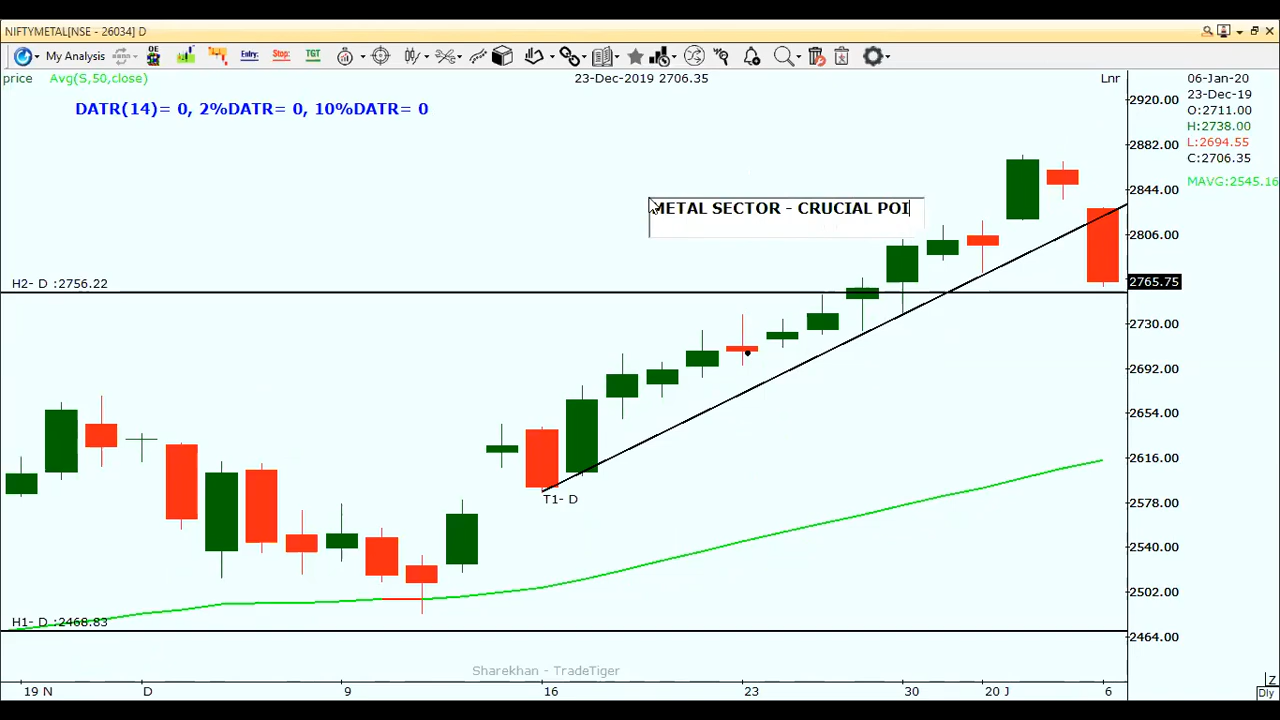 NIFTYMETAL[NSE - 26034] D
My Analysis
OE
Entry:
Stop:
TGT
price Avg(S,50,close)
23-Dec-2019 2706.35
Lnr
06-Jan-20
23-Dec-19
O:2711.00
H:2738.00
L:2694.55
C:2706.35
MAVG:2545.16
DATR(14)= 0, 2%DATR= 0, 10%DATR= 0
METAL SECTOR - CRUCIAL POI
2920.00
2882.00
2844.00
2806.00
2765.75
2730.00
2692.00
2654.00
2616.00
2578.00
2540.00
2502.00
2464.00
H2- D :2756.22
T1- D
H1- D :2468.83
Sharekhan - TradeTiger
19 N D 9 16 23 30 20 J 6
Z
Dly